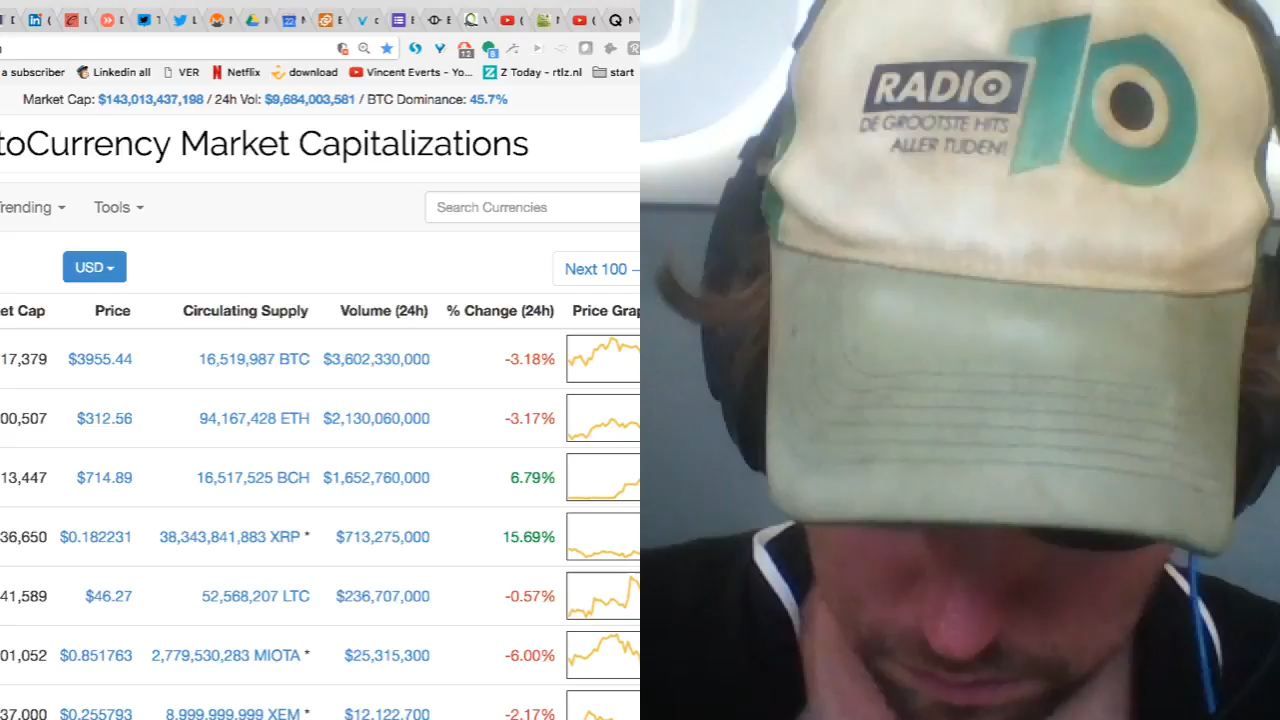 a subscriber Linkedin all VER Netflix download Vincent Everts - Yo... Z Today - rtlz.nl start
Market Cap: $143,013,437,198 / 24h Vol: $9,684,003,581 / BTC Dominance: 45.7%
toCurrency Market Capitalizations
Trending Tools Search Currencies
USD Next 100
et Cap Price Circulating Supply Volume (24h) % Change (24h) Price Grap
17,379 $3955.44 16,519,987 BTC $3,602,330,000 -3.18%
00,507 $312.56 94,167,428 ETH $2,130,060,000 -3.17%
13,447 $714.89 16,517,525 BCH $1,652,760,000 6.79%
36,650 $0.182231 38,343,841,883 XRP * $713,275,000 15.69%
41,589 $46.27 52,568,207 LTC $236,707,000 -0.57%
01,052 $0.851763 2,779,530,283 MIOTA * $25,315,300 -6.00%
37,000 $0.255793 8,999,999,999 XEM * $12,122,700 -2.17%
RADIO 10
DE GROOTSTE HITS
ALLER TIJDEN!